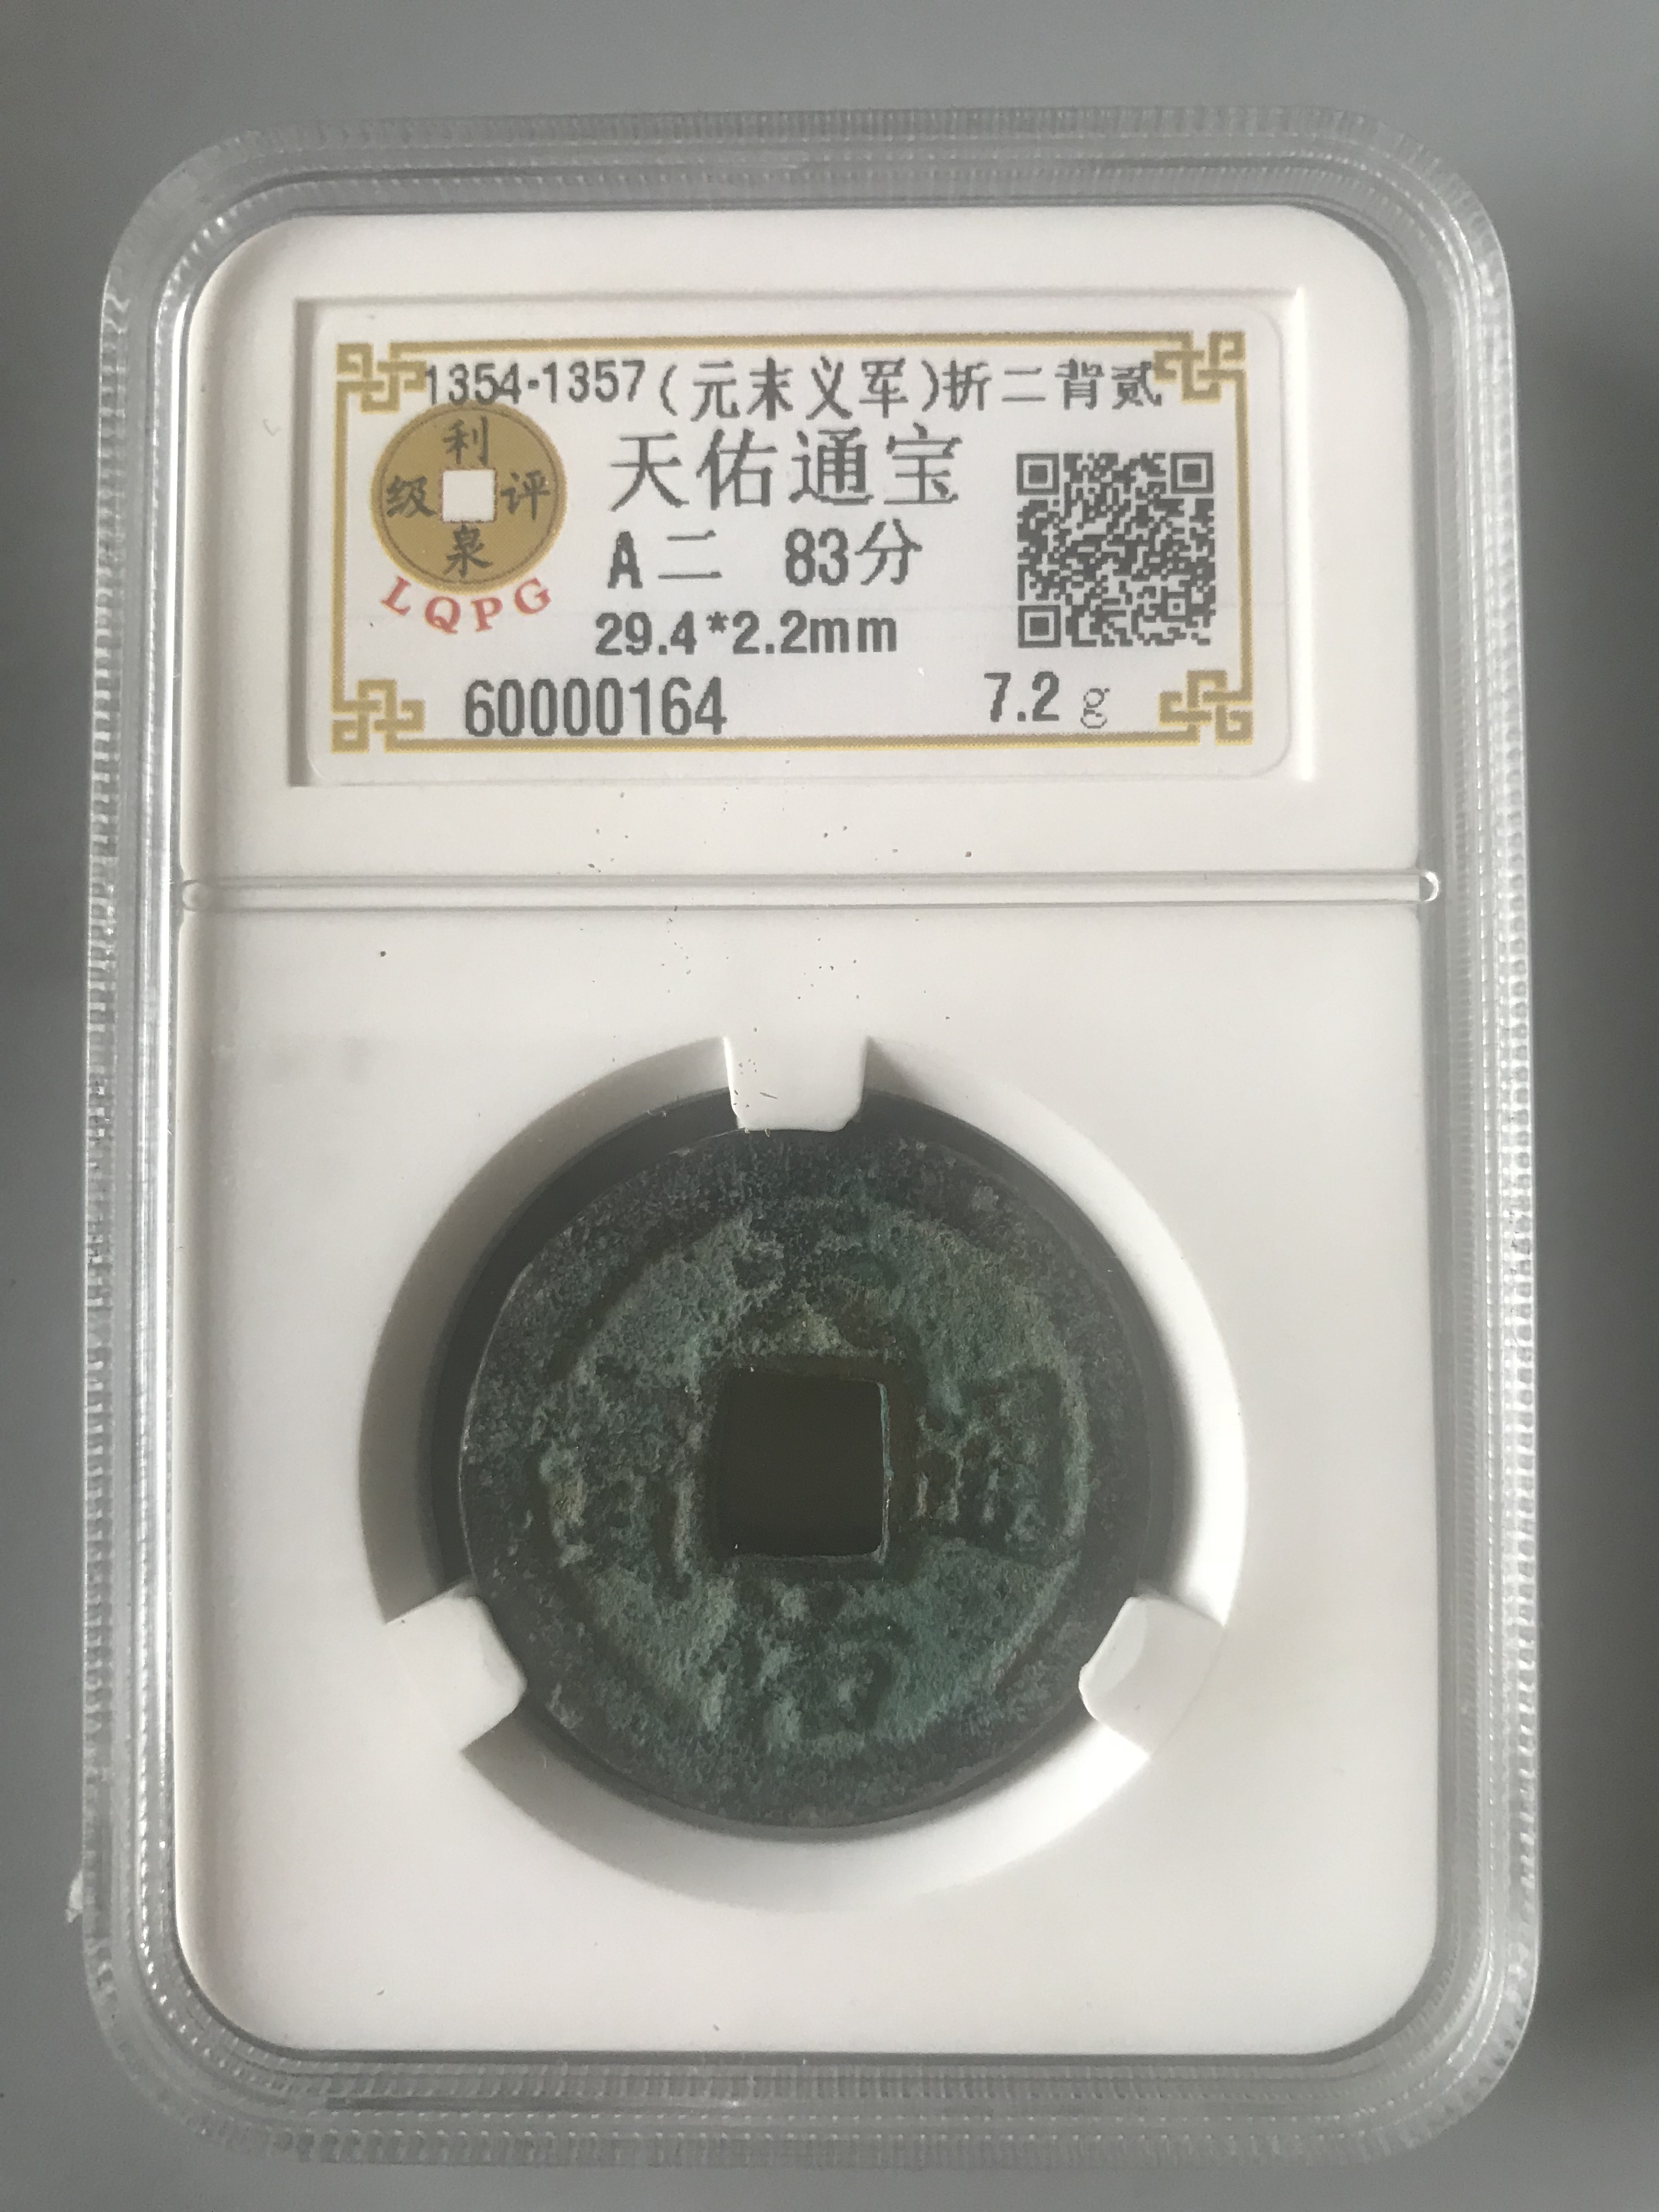 1354-1357(元末义军)折二背贰
利泉评级
LQPG
天佑通宝
A二 83分
29.4*2.2mm
60000164 7.2g